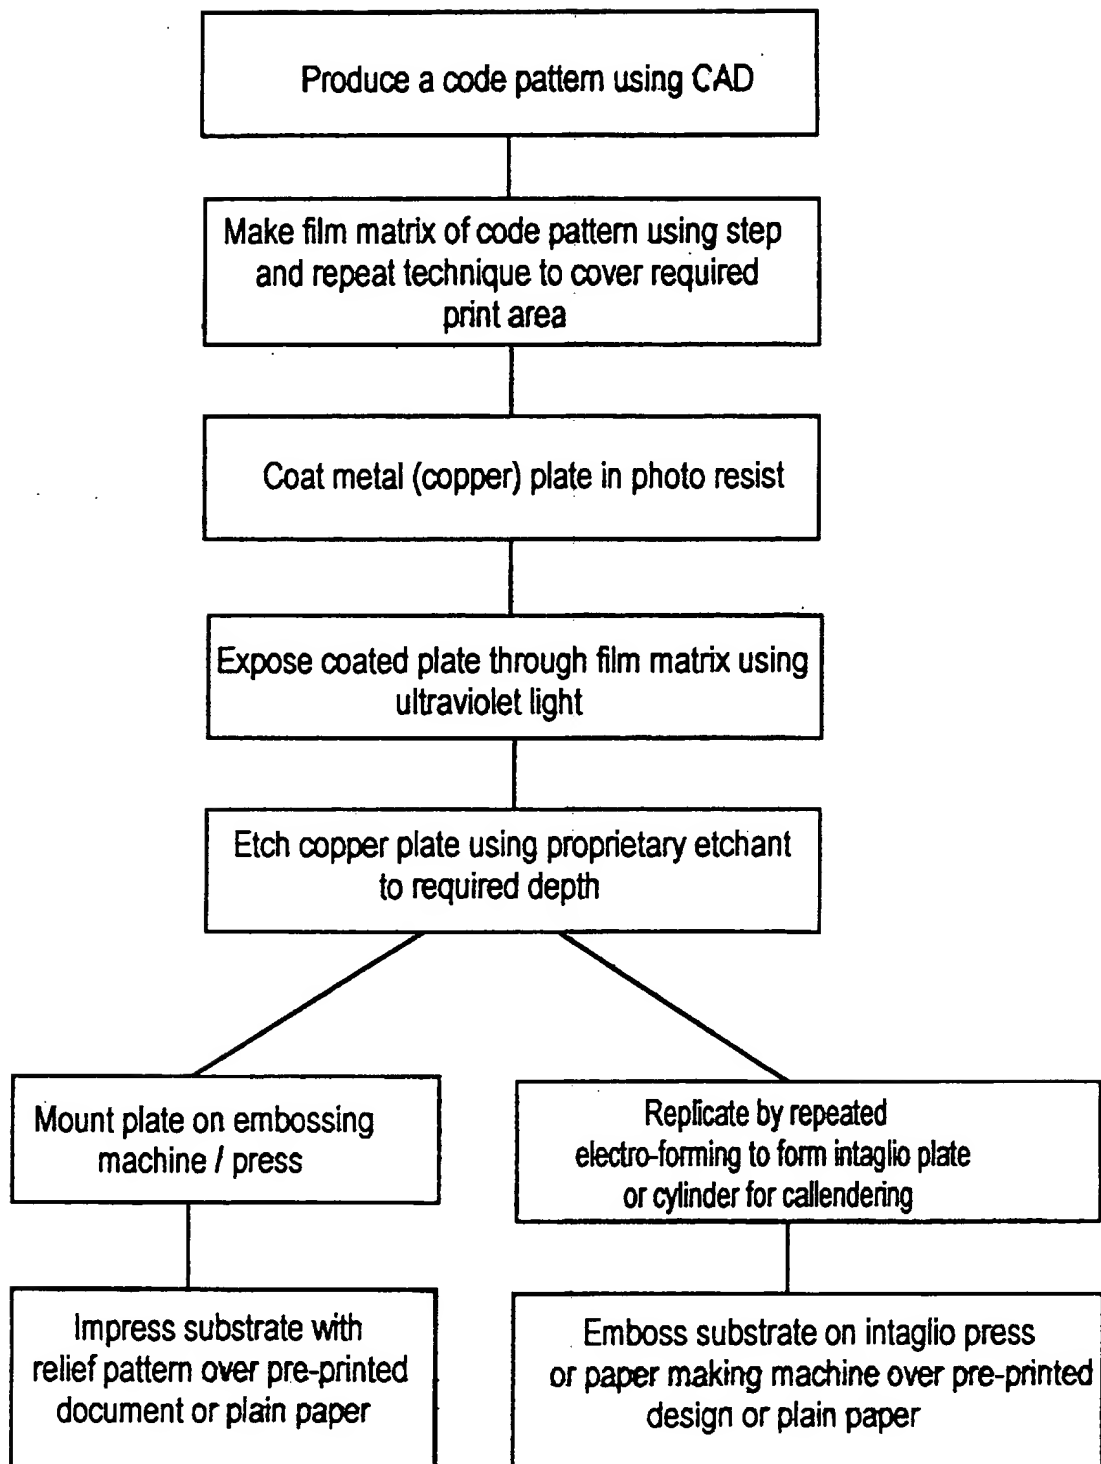 Produce a code pattern using CAD
Make film matrix of code pattern using step
and repeat technique to cover required
print area
Coat metal (copper) plate in photo resist
Expose coated plate through film matrix using
ultraviolet light
Etch copper plate using proprietary etchant
to required depth
Mount plate on embossing
machine / press
Replicate by repeated
electro-forming to form intaglio plate
or cylinder for callendering
Impress substrate with
relief pattern over pre-printed
document or plain paper
Emboss substrate on intaglio press
or paper making machine over pre-printed
design or plain paper